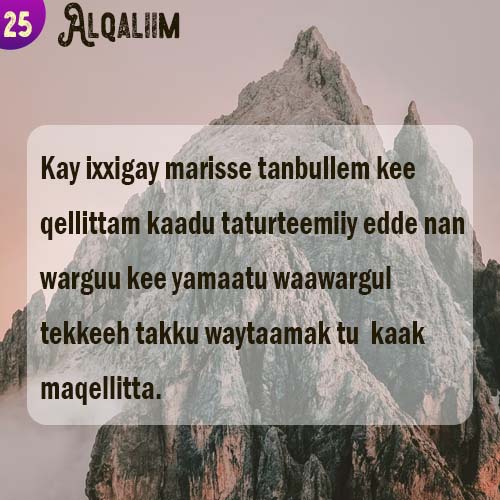 25 Alqaliim
Kay ixxigay marisse tanbullem kee
qellittam kaadu taturteemiiy edde nan
warguu kee yamaatu waawargul
tekkeeh takku waytaamak tu kaak
maqellitta.